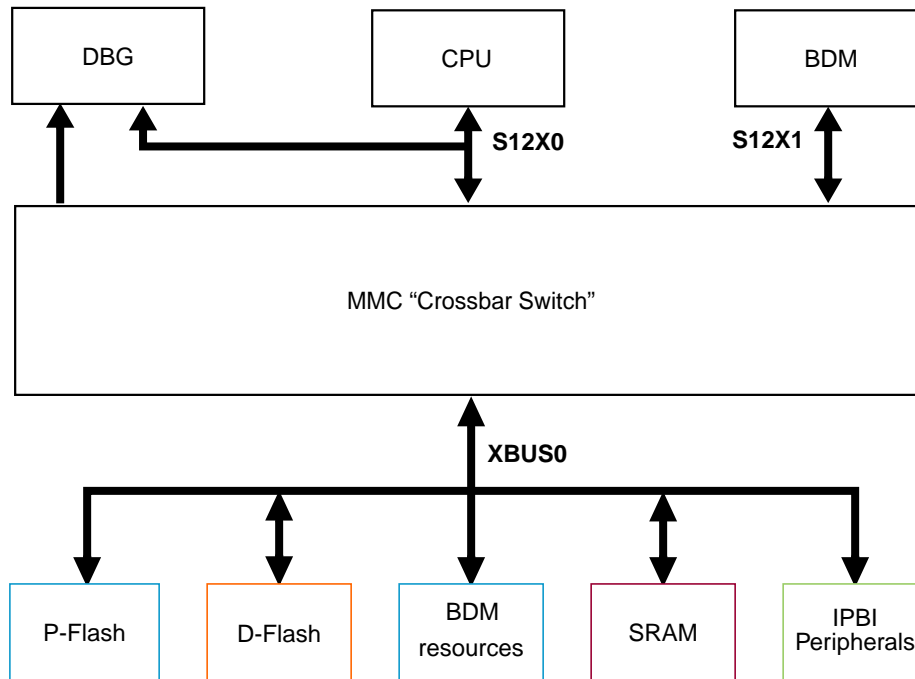 DBG
CPU
BDM
S12X0
S12X1
MMC “Crossbar Switch”
XBUS0
P-Flash
D-Flash
BDM
resources
SRAM
IPBI
Peripherals